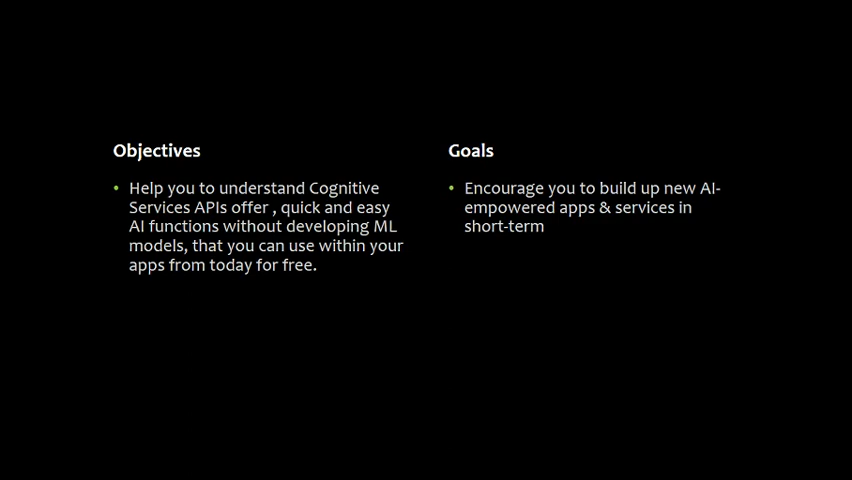 Objectives
• Help you to understand Cognitive
Services APIs offer , quick and easy
AI functions without developing ML
models, that you can use within your
apps from today for free.
Goals
• Encourage you to build up new AI-
empowered apps & services in
short-term